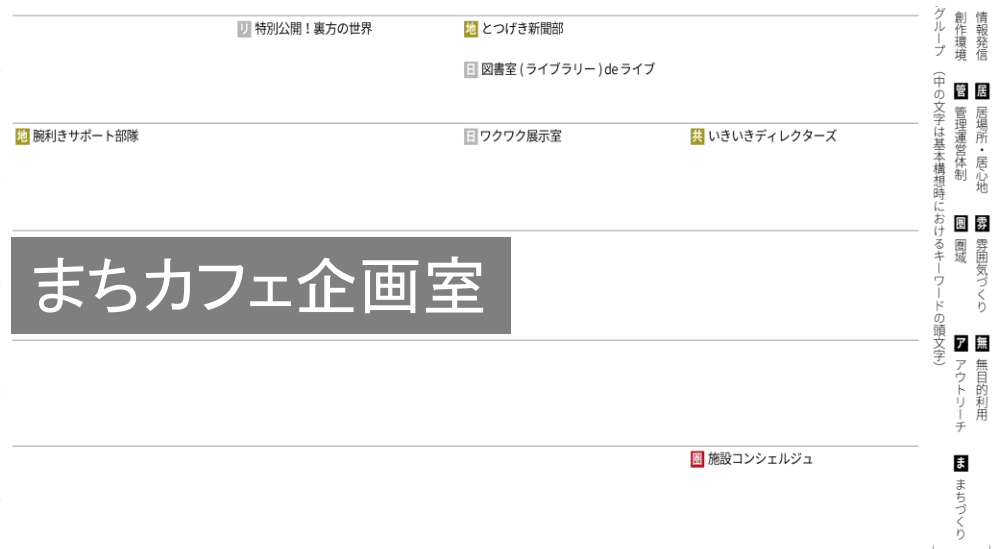 リ 特別公開！裏方の世界
地 とつげき新聞部
日 図書室 ( ライブラリー ) de ライブ
地 腕利きサポート部隊
日 ワクワク展示室
共 いきいきディレクターズ
まちカフェ企画室
圏 施設コンシェルジュ
情報発信
居 居場所・居心地
雰 雰囲気づくり
無 無目的利用
創作環境
管 管理運営体制
圏 圏域
ア アウトリーチ
ま まちづくり
グループ （中の文字は基本構想時におけるキーワードの頭文字）